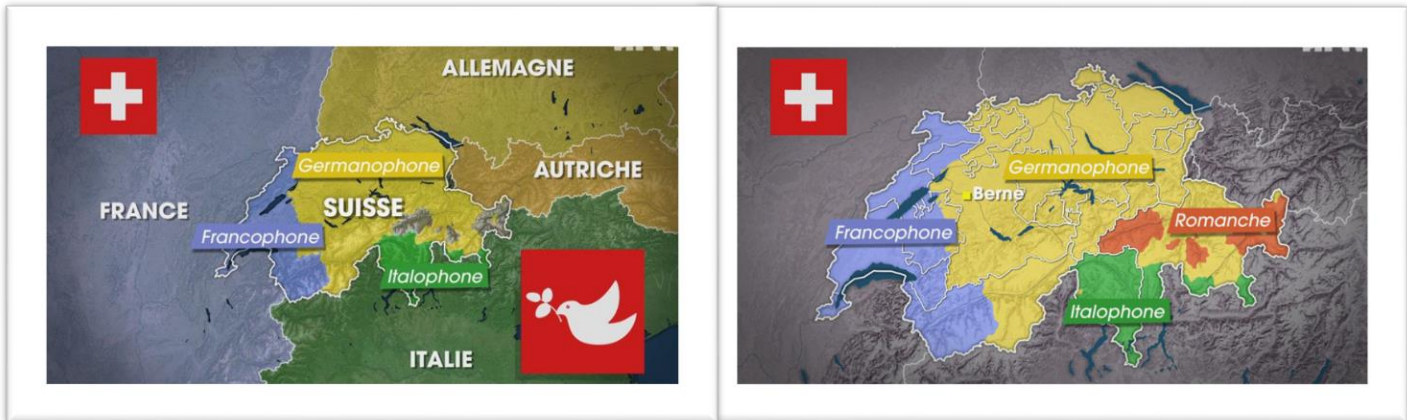 ALLEMAGNE
Germanophone
AUTRICHE
FRANCE
SUISSE
Francophone
Italophone
ITALIE
Germanophone
Berne
Francophone
Romanche
Italophone